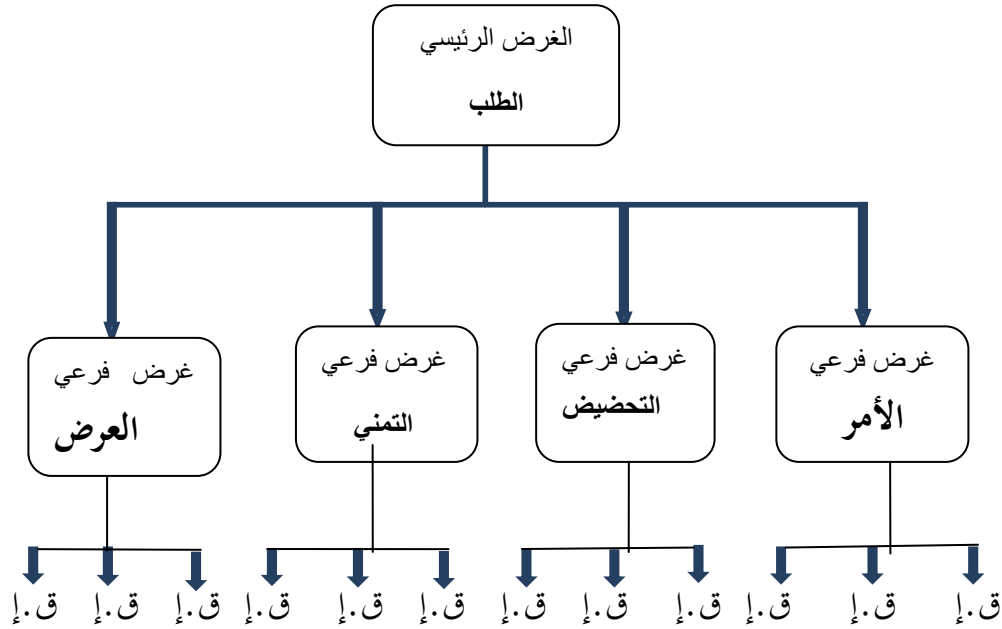 الغرض الرئيسي
الطلب
غرض فرعي
الأمر
غرض فرعي
التحضيض
غرض فرعي
التمني
غرض فرعي
العرض
ق.إ ق.إ ق.إ ق.إ ق.إ ق.إ ق.إ ق.إ ق.إ ق.إ ق.إ ق.إ